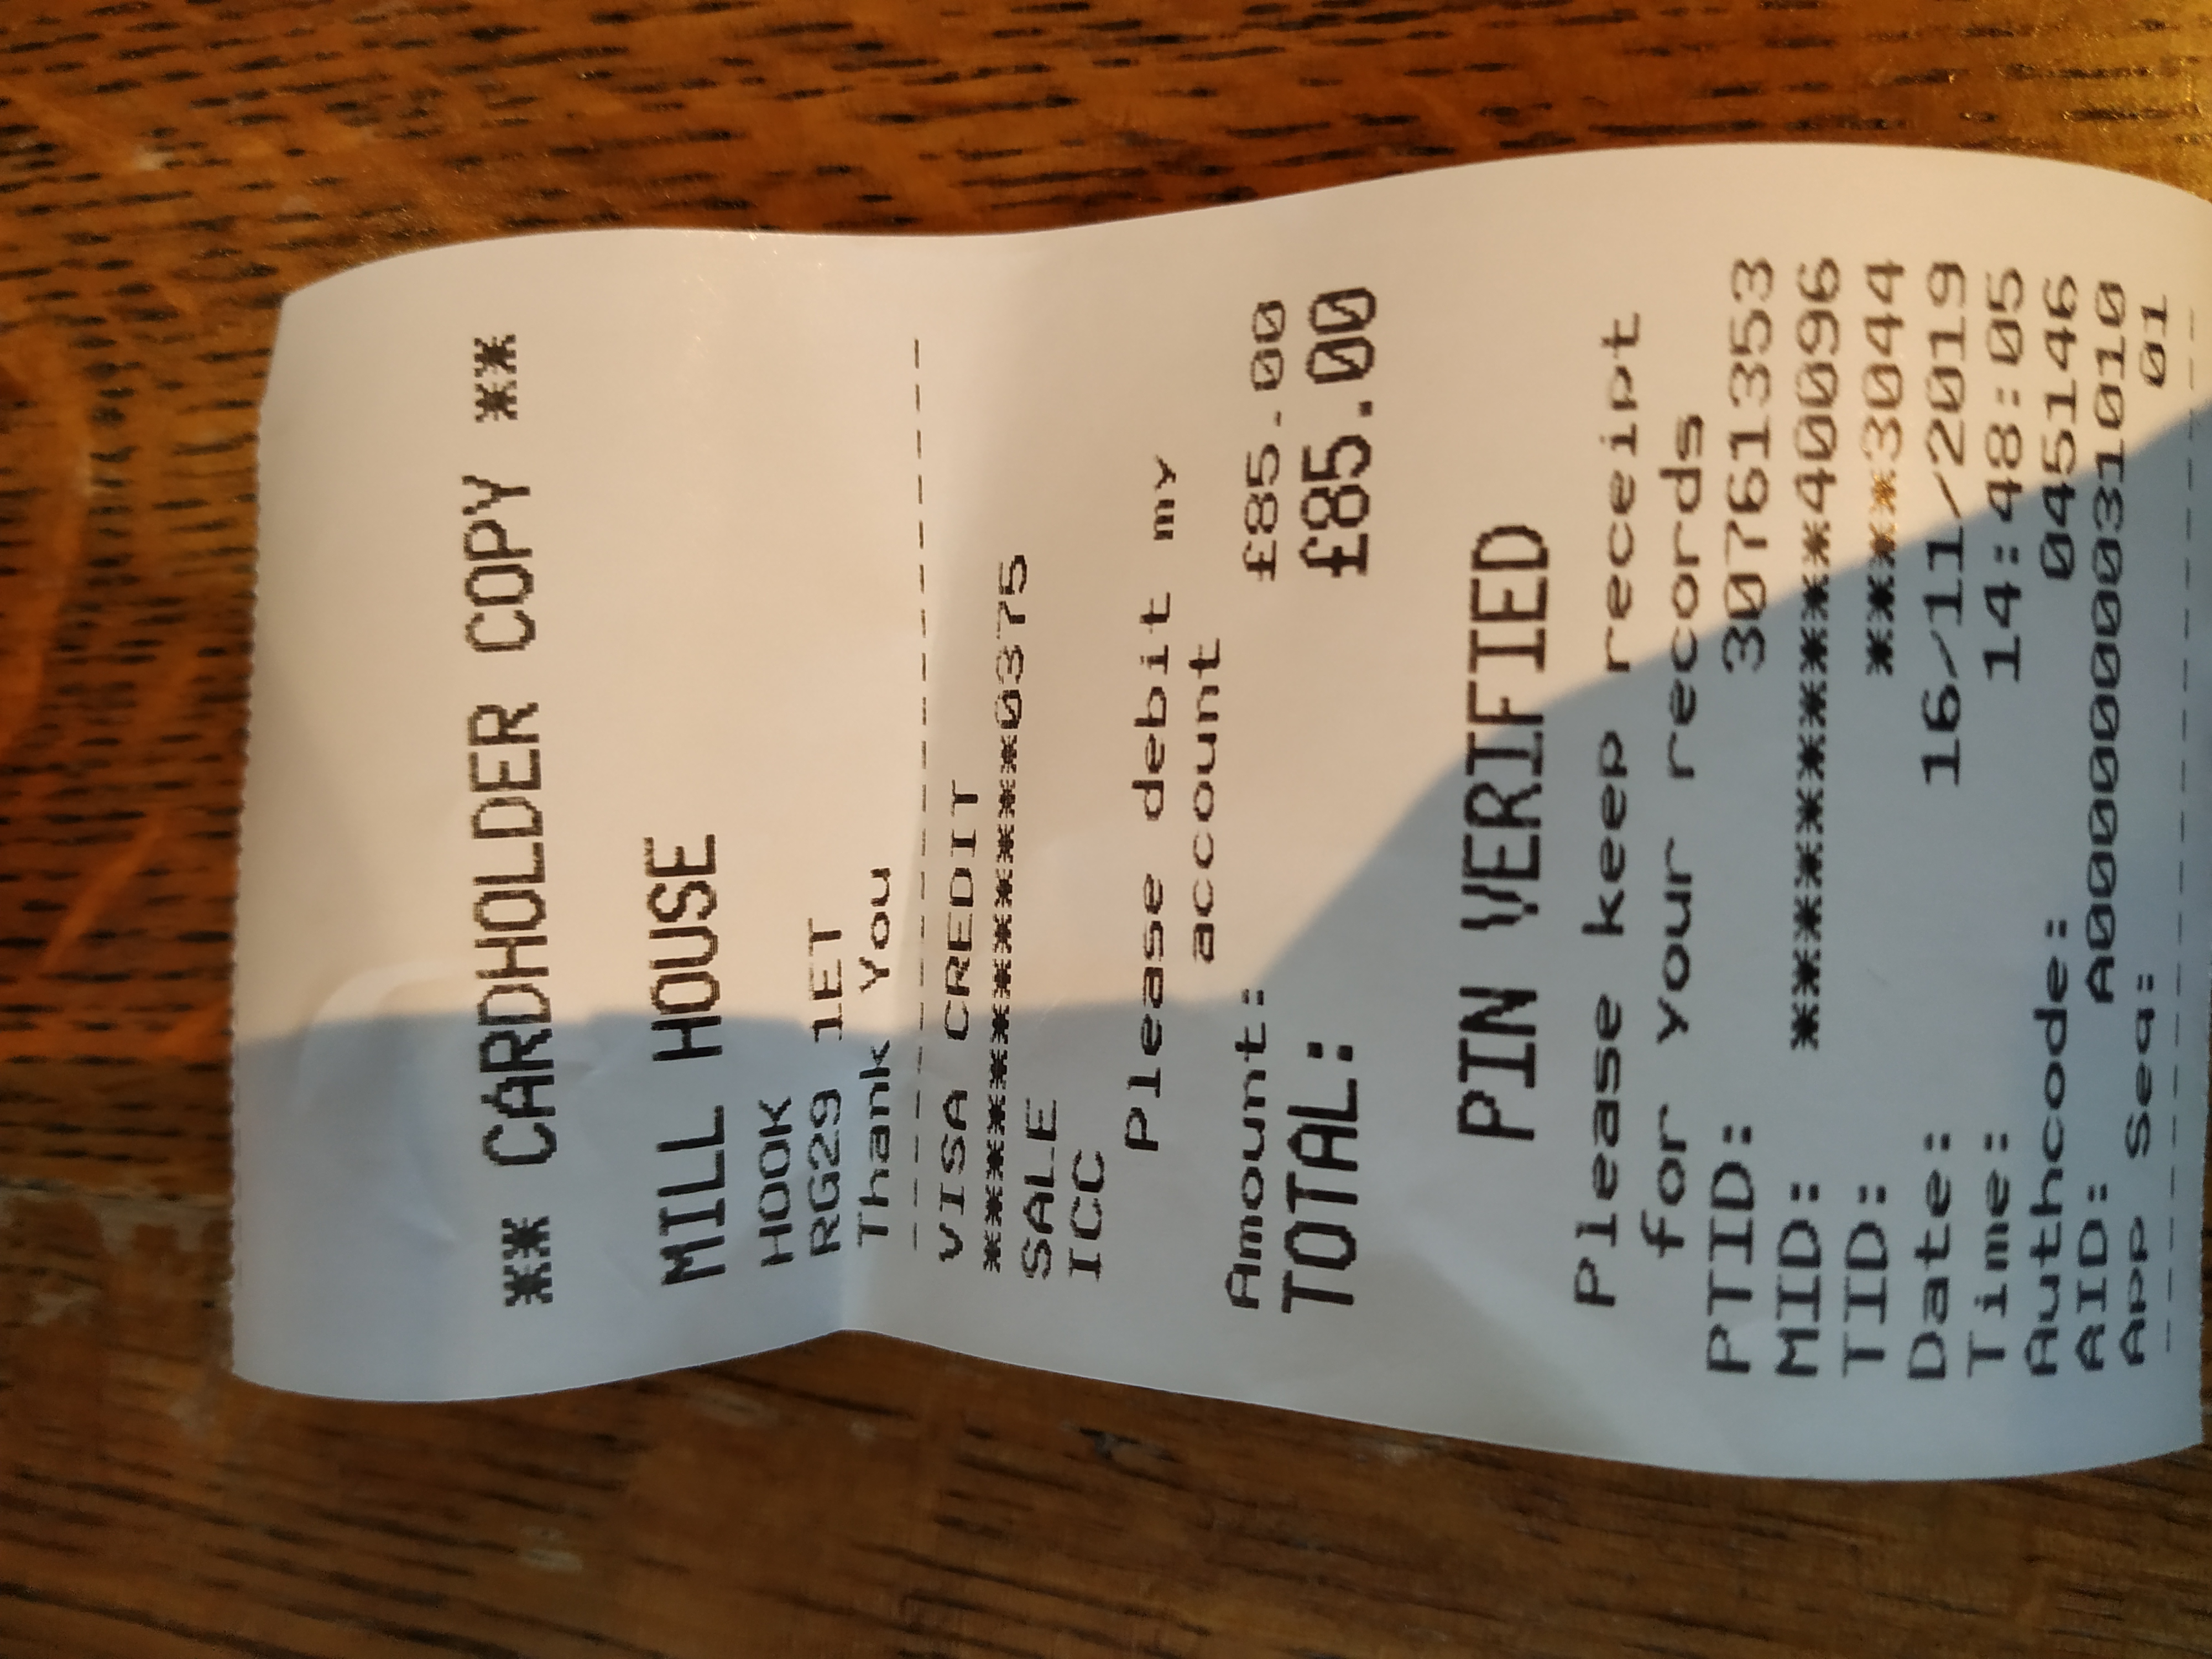 ** CARDHOLDER COPY **
MILL HOUSE
HOOK
RG29 1ET
Thank You
--------------------
VISA CREDIT
************0375
SALE
ICC
Please debit my
account
Amount: £85.00
TOTAL: £85.00
PIN VERIFIED
Please keep receipt
for your records
PTID: 30761353
MID: **********40096
TID: ****3044
Date: 16/11/2019
Time: 14:48:05
Authcode: 045146
AID: A0000000031010
App Seq: 01
--------------------